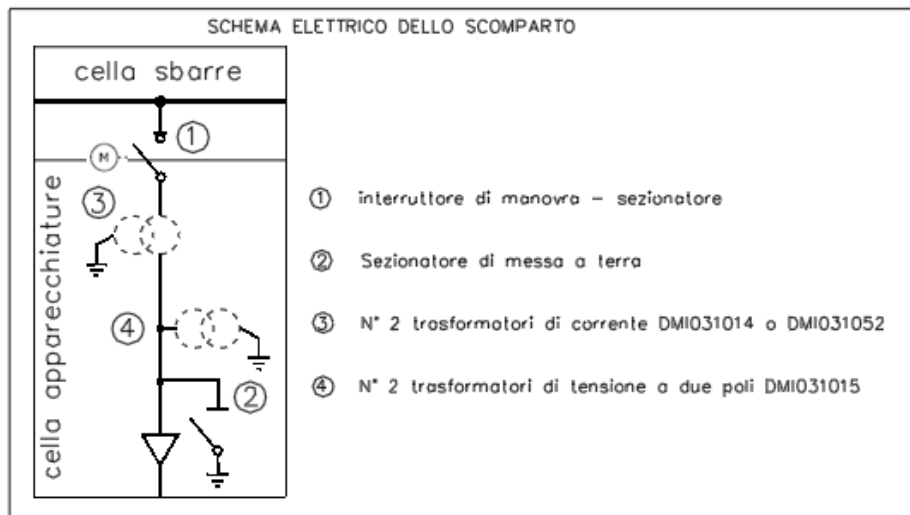 SCHEMA ELETTRICO DELLO SCOMPARTO
cella sbarre
1
M
3
4
2
cella apparecchiature
1 interruttore di manovra - sezionatore
2 Sezionatore di messa a terra
3 N° 2 trasformatori di corrente DMI031014 o DMI031052
4 N° 2 trasformatori di tensione a due poli DMI031015